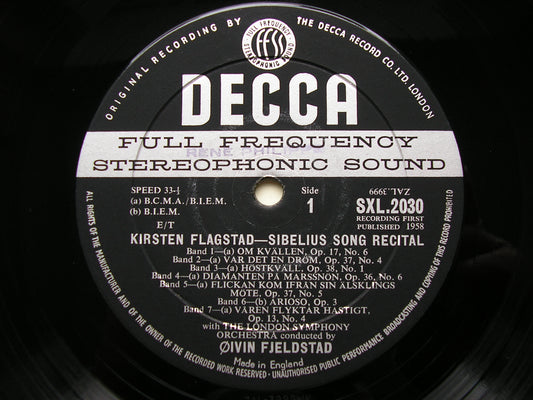 ORIGINAL RECORDING BY THE DECCA RECORD CO. LTD. LONDON
FULL FREQUENCY
ffss
STEREOPHONIC SOUND
DECCA
FULL FREQUENCY
RENE
STEREOPHONIC SOUND
SPEED 33-⅓
Side
ZAL-3999
(a) B.C.M.A./B.I.E.M.
1
SXL.2030
(b) B.I.E.M.
RECORDING FIRST
E/T
PUBLISHED 1958
KIRSTEN FLAGSTAD—SIBELIUS SONG RECITAL
Band 1—(a) OM KVÄLLEN, Op. 17, No. 6
Band 2—(a) VAR DET EN DRÖM, Op. 37, No. 4
Band 3—(a) HÖSTKVÄLL, Op. 38, No. 1
Band 4—(a) DIAMANTEN PÅ MARSSNON, Op. 36, No. 6
Band 5—(a) FLICKAN KOM IFRÅN SIN ÄLSKLINGS
MÖTE, Op. 37, No. 5
Band 6—(b) ARIOSO, Op. 3
Band 7—(a) VÅREN FLYKTAR HASTIGT,
Op. 13, No. 4
with THE LONDON SYMPHONY
ORCHESTRA conducted by
ØIVIN FJELDSTAD
Made in England
ALL RIGHTS OF THE MANUFACTURER AND OF THE OWNER OF THE RECORDED WORK RESERVED · UNAUTHORISED PUBLIC PERFORMANCE BROADCASTING AND COPYING OF THIS RECORD PROHIBITED